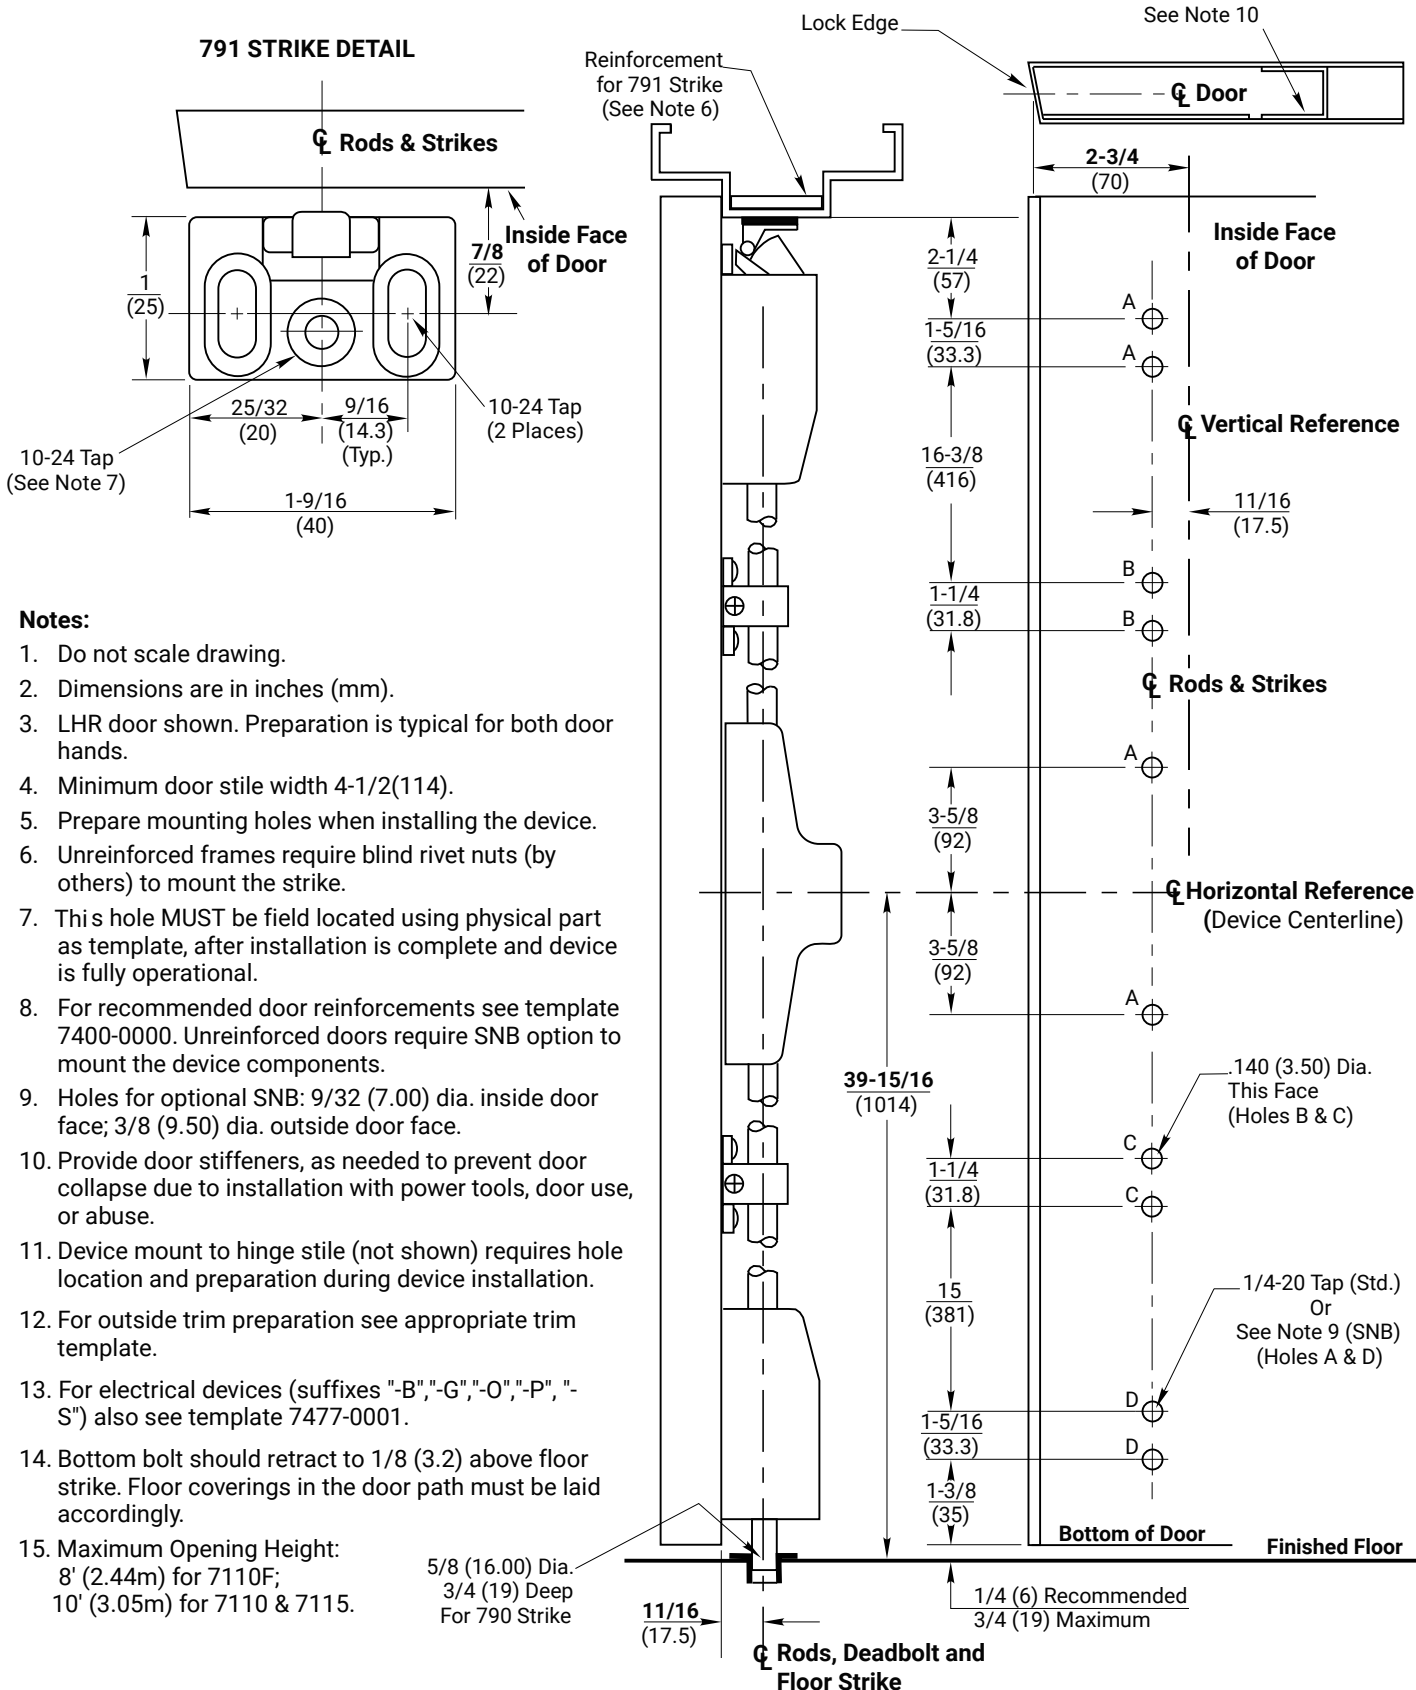 791 STRIKE DETAIL
Reinforcement
for 791 Strike
(See Note 6)
Lock Edge
See Note 10
℄ Door
2-3/4
(70)
℄ Rods & Strikes
7/8
(22)
Inside Face
of Door
1
(25)
25/32
(20)
9/16
(14.3)
(Typ.)
10-24 Tap
(2 Places)
10-24 Tap
(See Note 7)
1-9/16
(40)
Notes:
1. Do not scale drawing.
2. Dimensions are in inches (mm).
3. LHR door shown. Preparation is typical for both door
hands.
4. Minimum door stile width 4-1/2(114).
5. Prepare mounting holes when installing the device.
6. Unreinforced frames require blind rivet nuts (by
others) to mount the strike.
7. This hole MUST be field located using physical part
as template, after installation is complete and device
is fully operational.
8. For recommended door reinforcements see template
7400-0000. Unreinforced doors require SNB option to
mount the device components.
9. Holes for optional SNB: 9/32 (7.00) dia. inside door
face; 3/8 (9.50) dia. outside door face.
10. Provide door stiffeners, as needed to prevent door
collapse due to installation with power tools, door use,
or abuse.
11. Device mount to hinge stile (not shown) requires hole
location and preparation during device installation.
12. For outside trim preparation see appropriate trim
template.
13. For electrical devices (suffixes "-B","-G","-O","-P", "-
S") also see template 7477-0001.
14. Bottom bolt should retract to 1/8 (3.2) above floor
strike. Floor coverings in the door path must be laid
accordingly.
15. Maximum Opening Height:
8' (2.44m) for 7110F;
10' (3.05m) for 7110 & 7115.
5/8 (16.00) Dia.
3/4 (19) Deep
For 790 Strike
11/16
(17.5)
℄ Rods, Deadbolt and
Floor Strike
2-1/4
(57)
1-5/16
(33.3)
16-3/8
(416)
1-1/4
(31.8)
3-5/8
(92)
3-5/8
(92)
39-15/16
(1014)
1-1/4
(31.8)
15
(381)
1-5/16
(33.3)
1-3/8
(35)
1/4 (6) Recommended
3/4 (19) Maximum
Inside Face
of Door
A
A
℄ Vertical Reference
11/16
(17.5)
B
B
℄ Rods & Strikes
A
℄ Horizontal Reference
(Device Centerline)
A
.140 (3.50) Dia.
This Face
(Holes B & C)
C
C
1/4-20 Tap (Std.)
Or
See Note 9 (SNB)
(Holes A & D)
D
D
Bottom of Door
Finished Floor